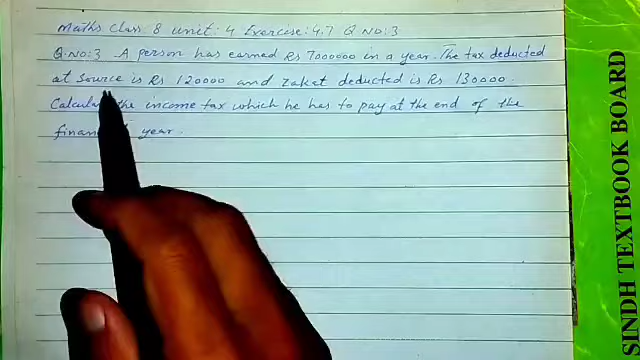 Maths Class 8 unit: 4 Exercise: 4.7 Q NO: 3
Q.NO: 3 A person has earned Rs 7000000 in a year. The tax deducted
at Source is Rs 120000 and Zakat deducted is Rs 130000.
Calcula the income tax which he has to pay at the end of the
finan year.
SINDH TEXTBOOK BOARD